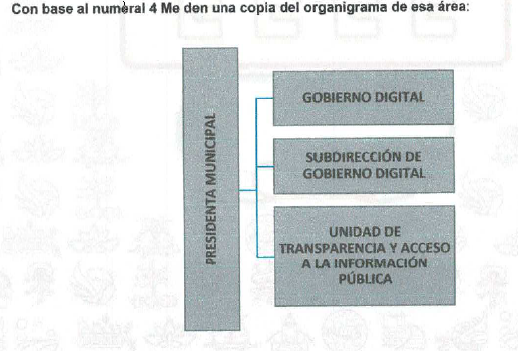 Con base al numeral 4 Me den una copia del organigrama de esa área:
PRESIDENTA MUNICIPAL
GOBIERNO DIGITAL
SUBDIRECCIÓN DE
GOBIERNO DIGITAL
UNIDAD DE
TRANSPARENCIA Y ACCESO
A LA INFORMACIÓN
PÚBLICA